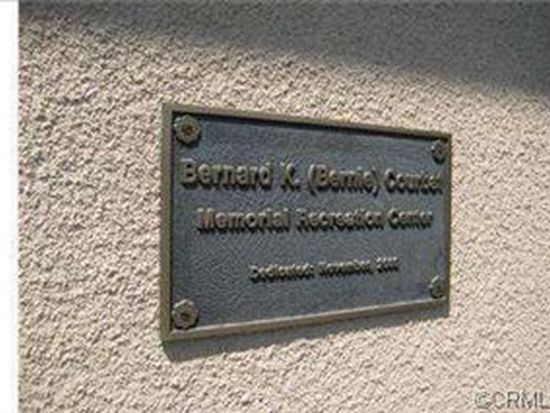 Bernard K. (Bernie)
Memorial Recreation Center
Dedicated: November,
©CRML